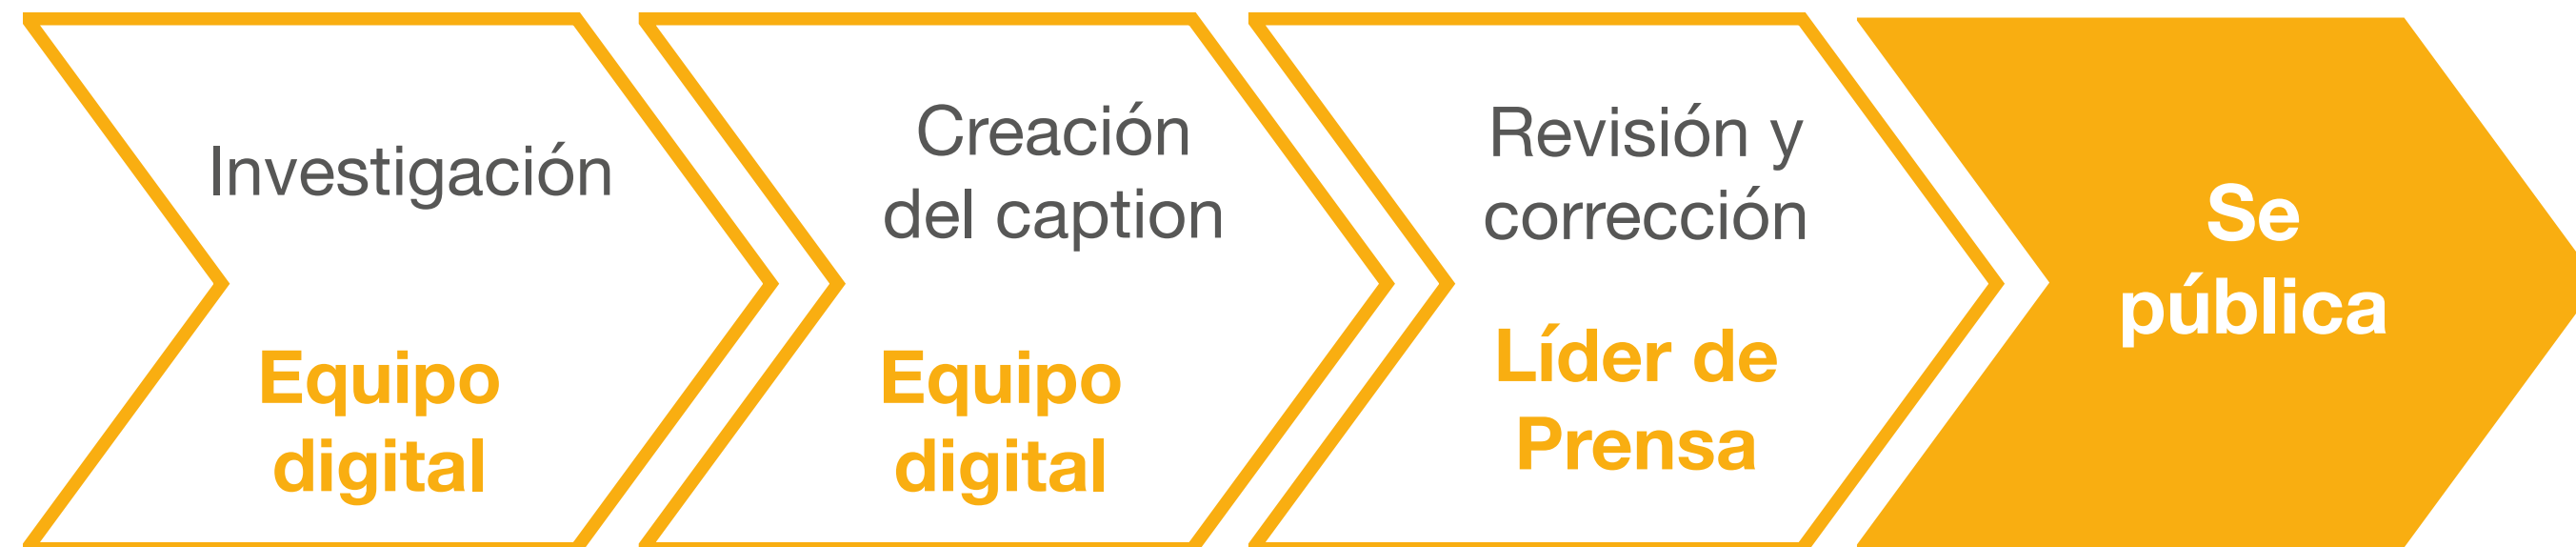 Investigación
Equipo
digital
Creación
del caption
Equipo
digital
Revisión y
corrección
Líder de
Prensa
Se
pública